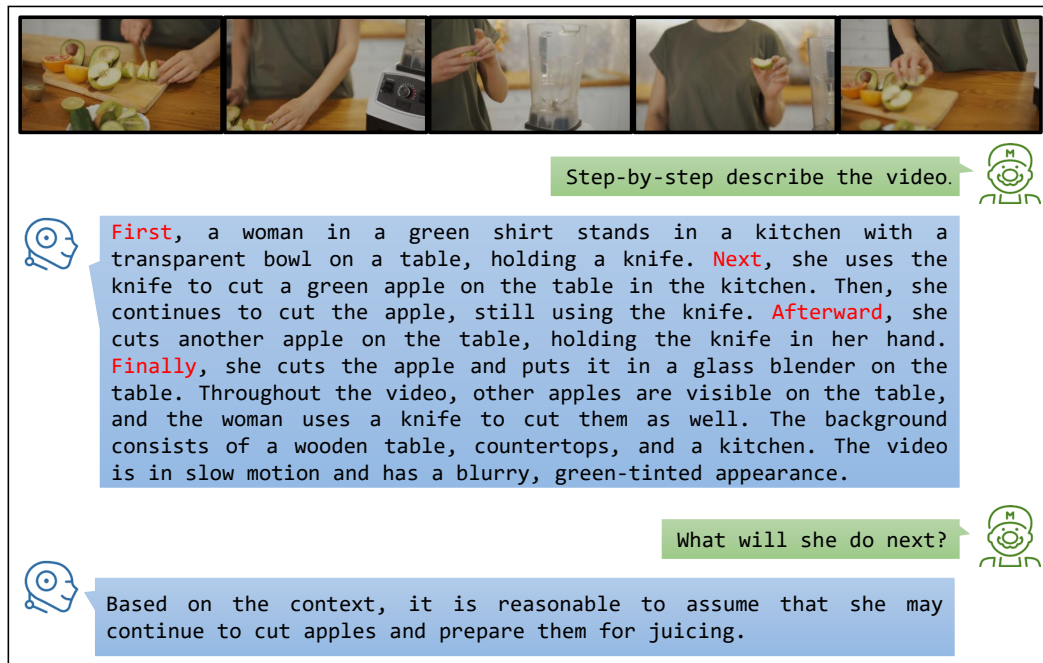 Step-by-step describe the video.
M
First, a woman in a green shirt stands in a kitchen with a
transparent bowl on a table, holding a knife. Next, she uses the
knife to cut a green apple on the table in the kitchen. Then, she
continues to cut the apple, still using the knife. Afterward, she
cuts another apple on the table, holding the knife in her hand.
Finally, she cuts the apple and puts it in a glass blender on the
table. Throughout the video, other apples are visible on the table,
and the woman uses a knife to cut them as well. The background
consists of a wooden table, countertops, and a kitchen. The video
is in slow motion and has a blurry, green-tinted appearance.
What will she do next?
M
Based on the context, it is reasonable to assume that she may
continue to cut apples and prepare them for juicing.